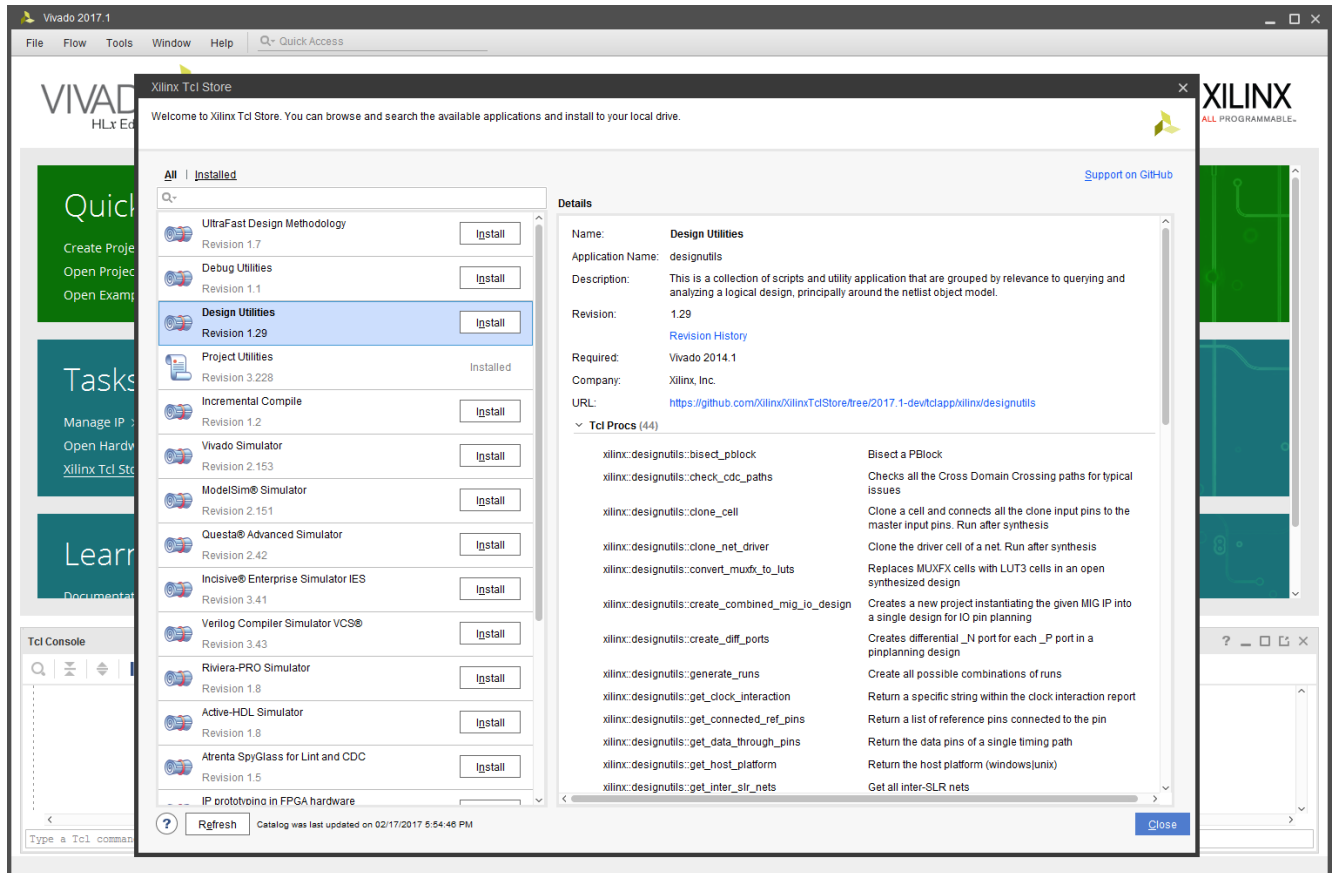 Vivado 2017.1
File Flow Tools Window Help Quick Access
VIVADO
HLx Ed
XILINX
ALL PROGRAMMABLE.
Xilinx Tcl Store
Welcome to Xilinx Tcl Store. You can browse and search the available applications and install to your local drive.
All | Installed
Support on GitHub
Quick
Create Proje
Open Projec
Open Examp
Tasks
Manage IP >
Open Hardw
Xilinx Tcl Sto
Learn
Documentat
UltraFast Design Methodology
Revision 1.7
Install
Debug Utilities
Revision 1.1
Install
Design Utilities
Revision 1.29
Install
Project Utilities
Revision 3.228
Installed
Incremental Compile
Revision 1.2
Install
Vivado Simulator
Revision 2.153
Install
ModelSim® Simulator
Revision 2.151
Install
Questa® Advanced Simulator
Revision 2.42
Install
Incisive® Enterprise Simulator IES
Revision 3.41
Install
Verilog Compiler Simulator VCS®
Revision 3.43
Install
Riviera-PRO Simulator
Revision 1.8
Install
Active-HDL Simulator
Revision 1.8
Install
Atrenta SpyGlass for Lint and CDC
Revision 1.5
Install
IP prototyping in FPGA hardware
Details
Name: Design Utilities
Application Name: designutils
Description: This is a collection of scripts and utility application that are grouped by relevance to querying and
analyzing a logical design, principally around the netlist object model.
Revision: 1.29
Revision History
Required: Vivado 2014.1
Company: Xilinx, Inc.
URL: https://github.com/Xilinx/XilinxTclStore/tree/2017.1-dev/tclapp/xilinx/designutils
Tcl Procs (44)
xilinx::designutils::bisect_pblock Bisect a PBlock
xilinx::designutils::check_cdc_paths Checks all the Cross Domain Crossing paths for typical
issues
xilinx::designutils::clone_cell Clone a cell and connects all the clone input pins to the
master input pins. Run after synthesis
xilinx::designutils::clone_net_driver Clone the driver cell of a net. Run after synthesis
xilinx::designutils::convert_muxfx_to_luts Replaces MUXFX cells with LUT3 cells in an open
synthesized design
xilinx::designutils::create_combined_mig_io_design Creates a new project instantiating the given MIG IP into
a single design for IO pin planning
xilinx::designutils::create_diff_ports Creates differential _N port for each _P port in a
pinplanning design
xilinx::designutils::generate_runs Create all possible combinations of runs
xilinx::designutils::get_clock_interaction Return a specific string within the clock interaction report
xilinx::designutils::get_connected_ref_pins Return a list of reference pins connected to the pin
xilinx::designutils::get_data_through_pins Return the data pins of a single timing path
xilinx::designutils::get_host_platform Return the host platform (windows|unix)
xilinx::designutils::get_inter_slr_nets Get all inter-SLR nets
? Refresh Catalog was last updated on 02/17/2017 5:54:46 PM
Close
Tcl Console
Type a Tcl comman